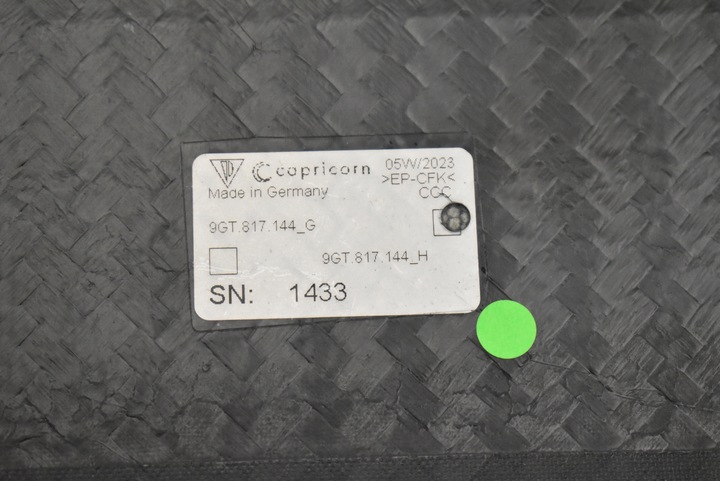 capricorn
05W/2023
>EP-CFK<
Made in Germany
CCC
9GT.817.144_G
9GT.817.144_H
SN: 1433